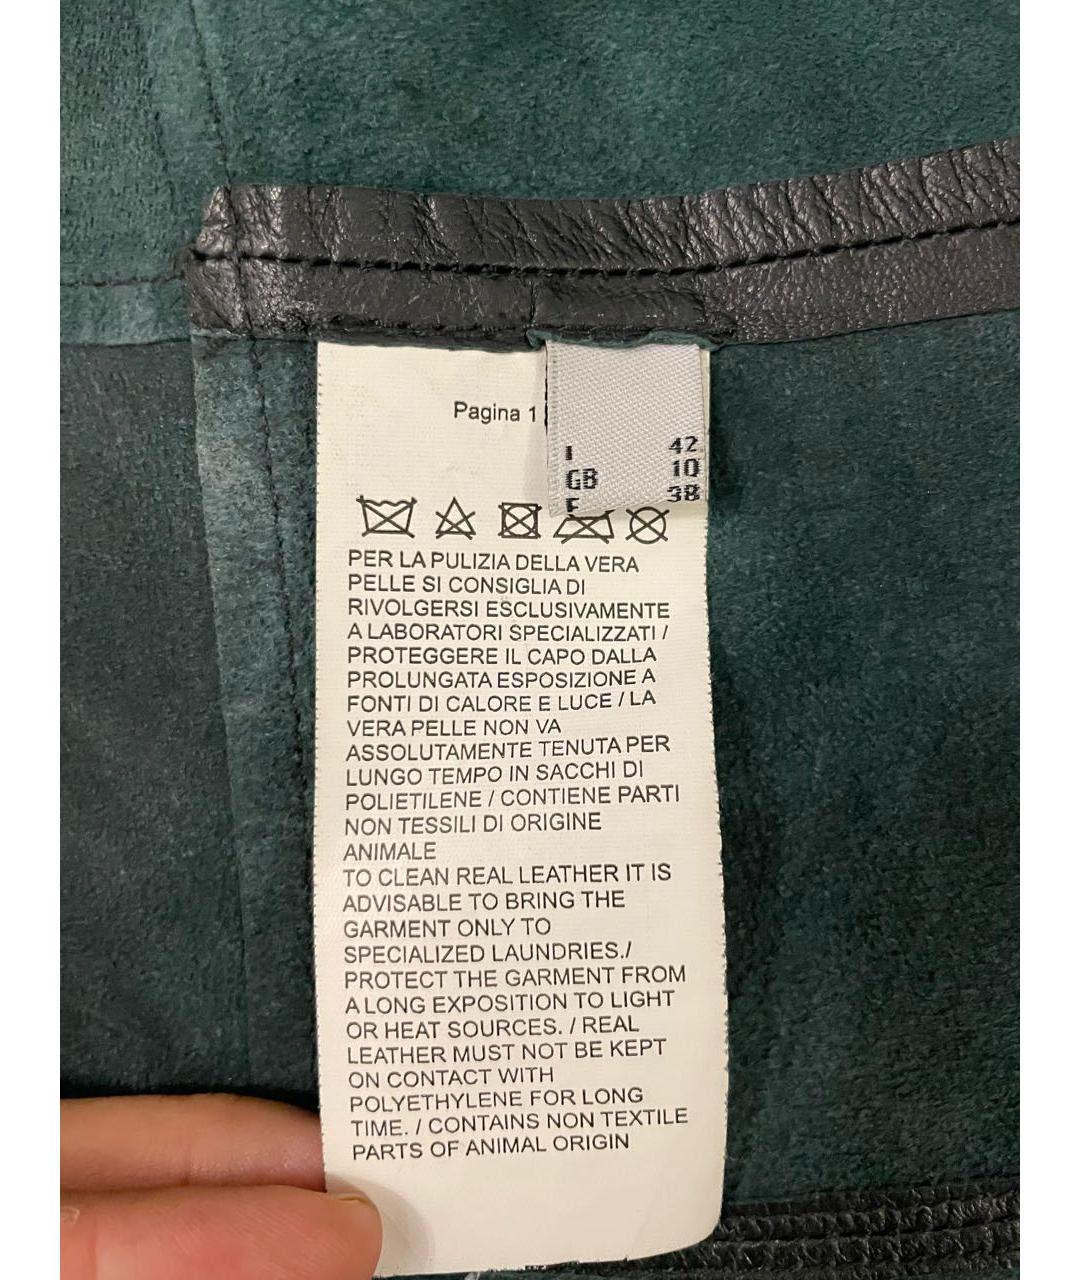 Pagina 1
I 42
GB 10
F 38
PER LA PULIZIA DELLA VERA
PELLE SI CONSIGLIA DI
RIVOLGERSI ESCLUSIVAMENTE
A LABORATORI SPECIALIZZATI /
PROTEGGERE IL CAPO DALLA
PROLUNGATA ESPOSIZIONE A
FONTI DI CALORE E LUCE / LA
VERA PELLE NON VA
ASSOLUTAMENTE TENUTA PER
LUNGO TEMPO IN SACCHI DI
POLIETILENE / CONTIENE PARTI
NON TESSILI DI ORIGINE
ANIMALE
TO CLEAN REAL LEATHER IT IS
ADVISABLE TO BRING THE
GARMENT ONLY TO
SPECIALIZED LAUNDRIES./
PROTECT THE GARMENT FROM
A LONG EXPOSITION TO LIGHT
OR HEAT SOURCES. / REAL
LEATHER MUST NOT BE KEPT
ON CONTACT WITH
POLYETHYLENE FOR LONG
TIME. / CONTAINS NON TEXTILE
PARTS OF ANIMAL ORIGIN